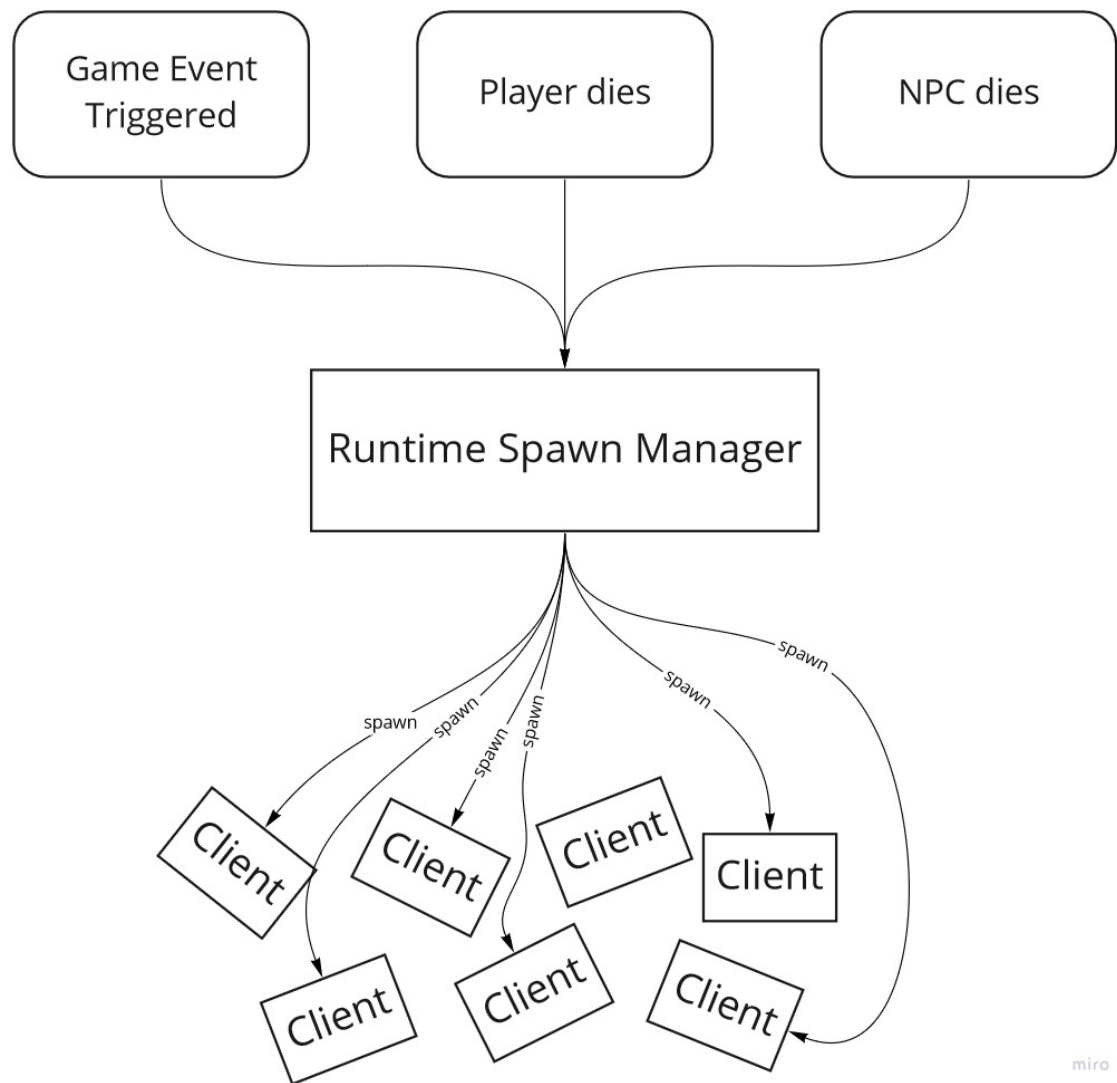 Game Event
Triggered
Player dies
NPC dies
Runtime Spawn Manager
spawn
spawn
spawn
spawn
spawn
spawn
Client
Client
Client
Client
Client
Client
Client
miro